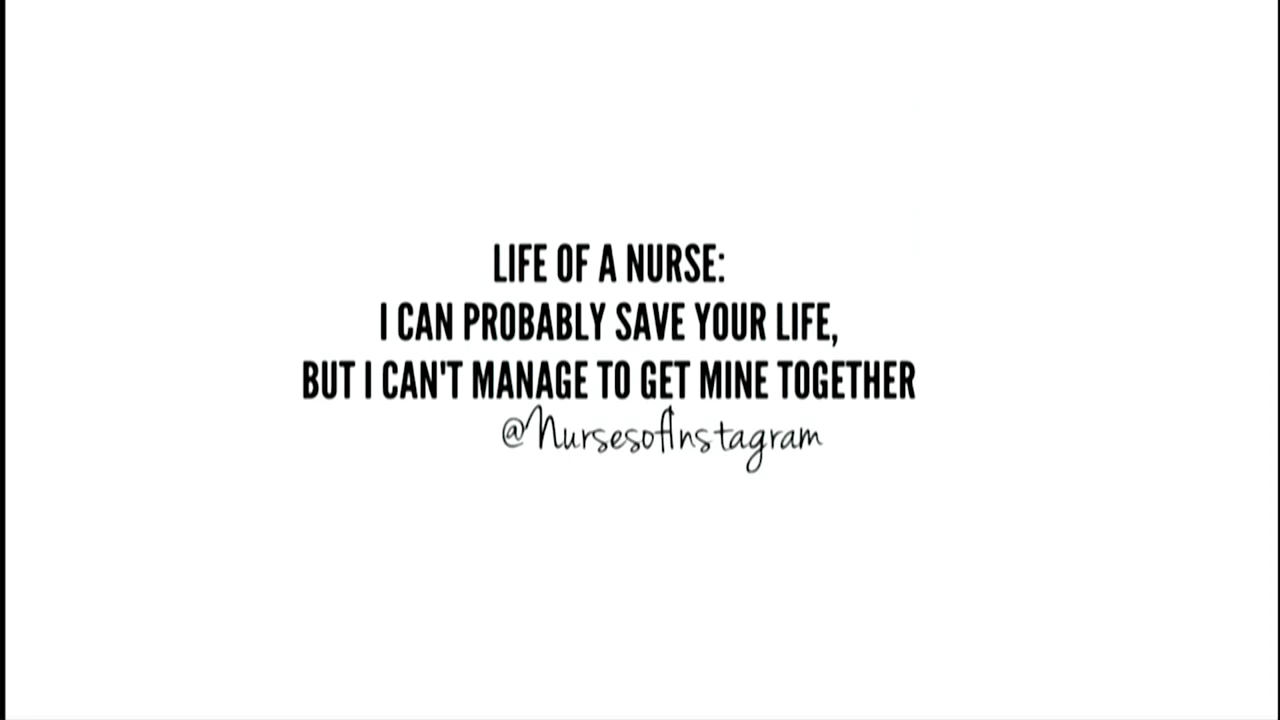 LIFE OF A NURSE:
I CAN PROBABLY SAVE YOUR LIFE,
BUT I CAN'T MANAGE TO GET MINE TOGETHER
@NursesofInstagram